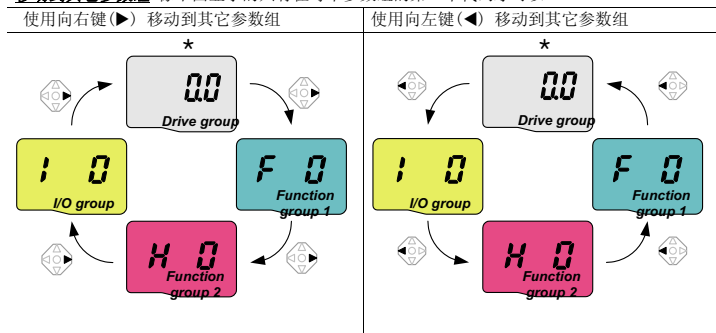 使用向右键(▶) 移动到其它参数组
使用向左键(◀) 移动到其它参数组
*
0.0
Drive group
I 0
I/O group
F 0
Function
group 1
H 0
Function
group 2
*
0.0
Drive group
I 0
I/O group
F 0
Function
group 1
H 0
Function
group 2